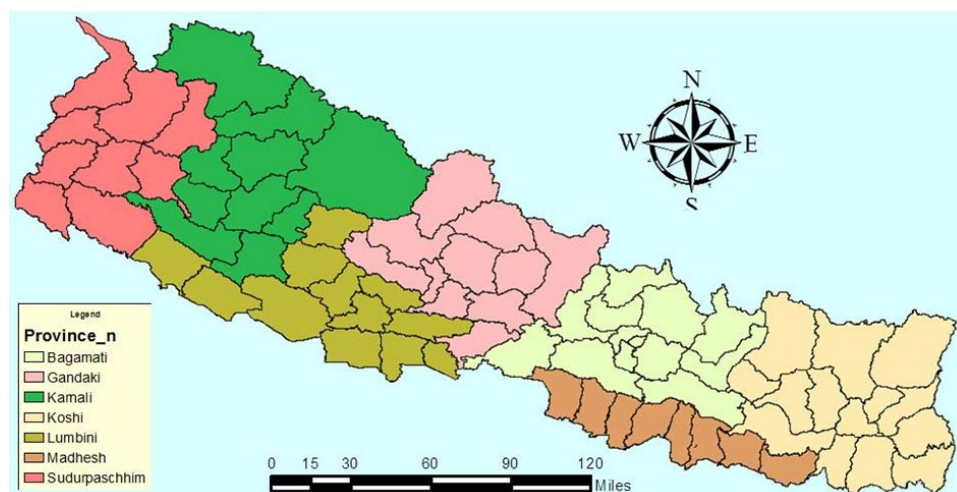 N
W E
S
Legend
Province_n
Bagamati
Gandaki
Karnali
Koshi
Lumbini
Madhesh
Sudurpaschhim
0 15 30 60 90 120
Miles